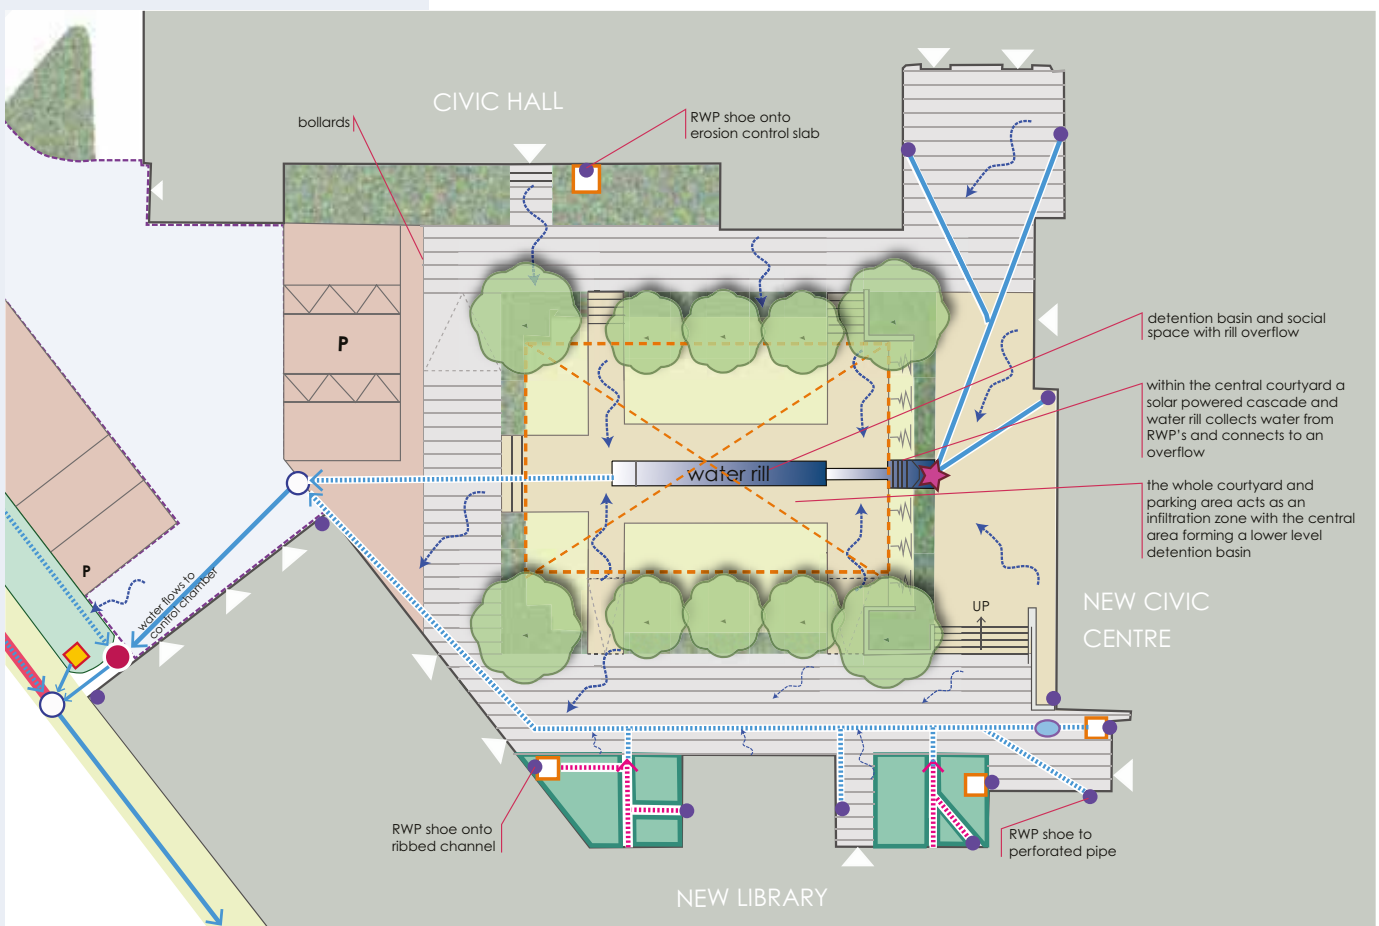 CIVIC HALL
bollards
RWP shoe onto
erosion control slab
P
detention basin and social
space with rill overflow
within the central courtyard a
solar powered cascade and
water rill collects water from
RWP's and connects to an
overflow
water rill
the whole courtyard and
parking area acts as an
infiltration zone with the central
area forming a lower level
detention basin
P
water flows to
control chamber
UP
NEW CIVIC
CENTRE
RWP shoe onto
ribbed channel
RWP shoe to
perforated pipe
NEW LIBRARY